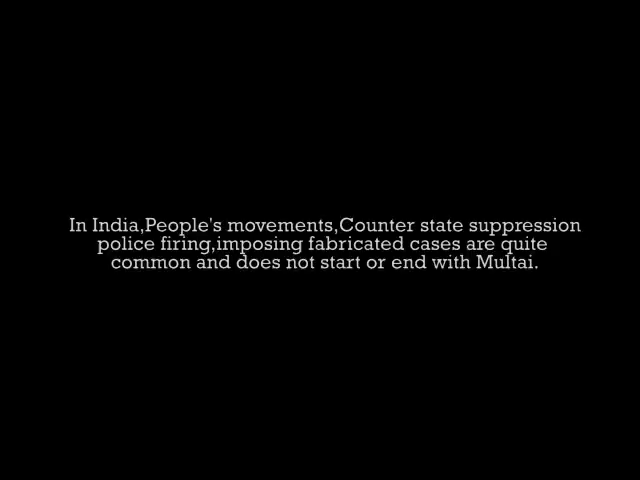 In India,People's movements,Counter state suppression
police firing,imposing fabricated cases are quite
common and does not start or end with Multai.